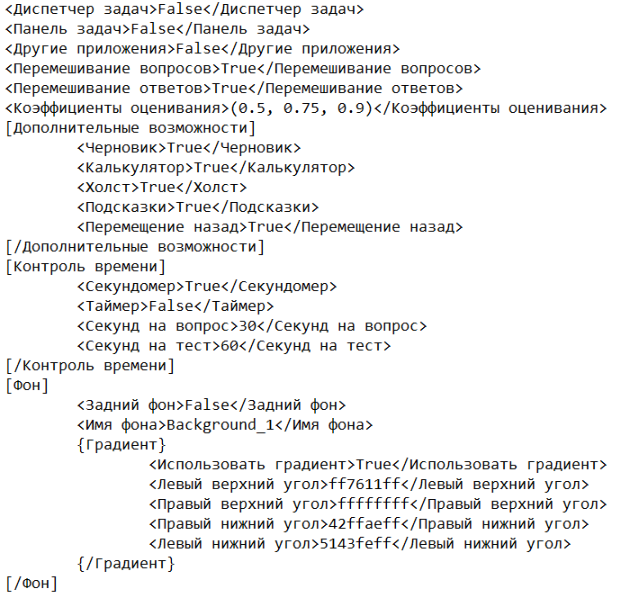 <Диспетчер задач>False</Диспетчер задач>
<Панель задач>False</Панель задач>
<Другие приложения>False</Другие приложения>
<Перемешивание вопросов>True</Перемешивание вопросов>
<Перемешивание ответов>True</Перемешивание ответов>
<Коэффициенты оценивания>(0.5, 0.75, 0.9)</Коэффициенты оценивания>
[Дополнительные возможности]
<Черновик>True</Черновик>
<Калькулятор>True</Калькулятор>
<Холст>True</Холст>
<Подсказки>True</Подсказки>
<Перемещение назад>True</Перемещение назад>
[/Дополнительные возможности]
[Контроль времени]
<Секундомер>True</Секундомер>
<Таймер>False</Таймер>
<Секунд на вопрос>30</Секунд на вопрос>
<Секунд на тест>60</Секунд на тест>
[/Контроль времени]
[Фон]
<Задний фон>False</Задний фон>
<Имя фона>Background_1</Имя фона>
{Градиент}
<Использовать градиент>True</Использовать градиент>
<Левый верхний угол>ff7611ff</Левый верхний угол>
<Правый верхний угол>ffffffff</Правый верхний угол>
<Правый нижний угол>42ffaeff</Правый нижний угол>
<Левый нижний угол>5143feff</Левый нижний угол>
{/Градиент}
[/Фон]